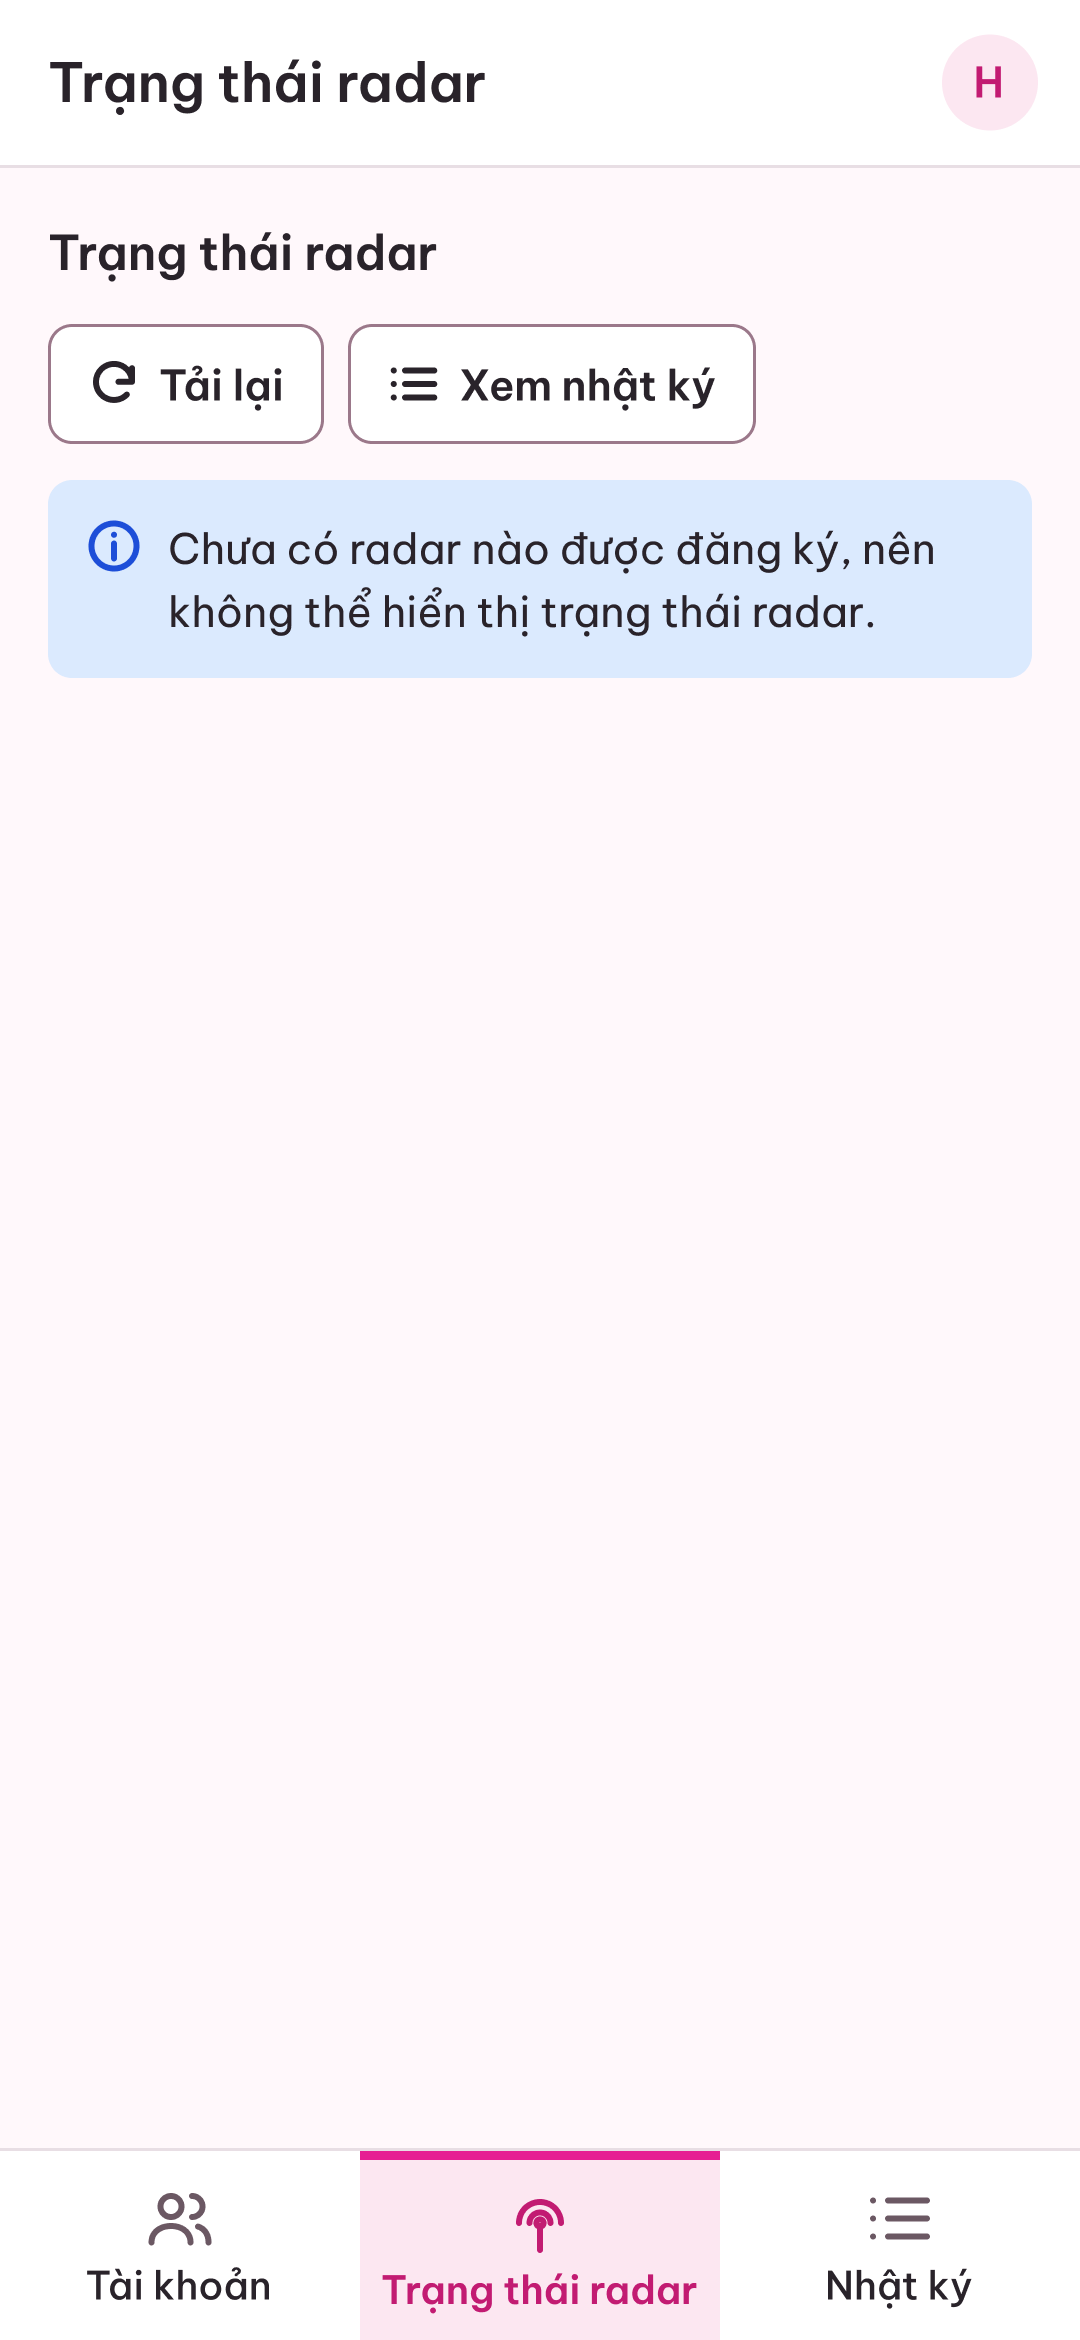 Trạng thái radar
H
Trạng thái radar
Tải lại
Xem nhật ký
Chưa có radar nào được đăng ký, nên
không thể hiển thị trạng thái radar.
Tài khoản
Trạng thái radar
Nhật ký